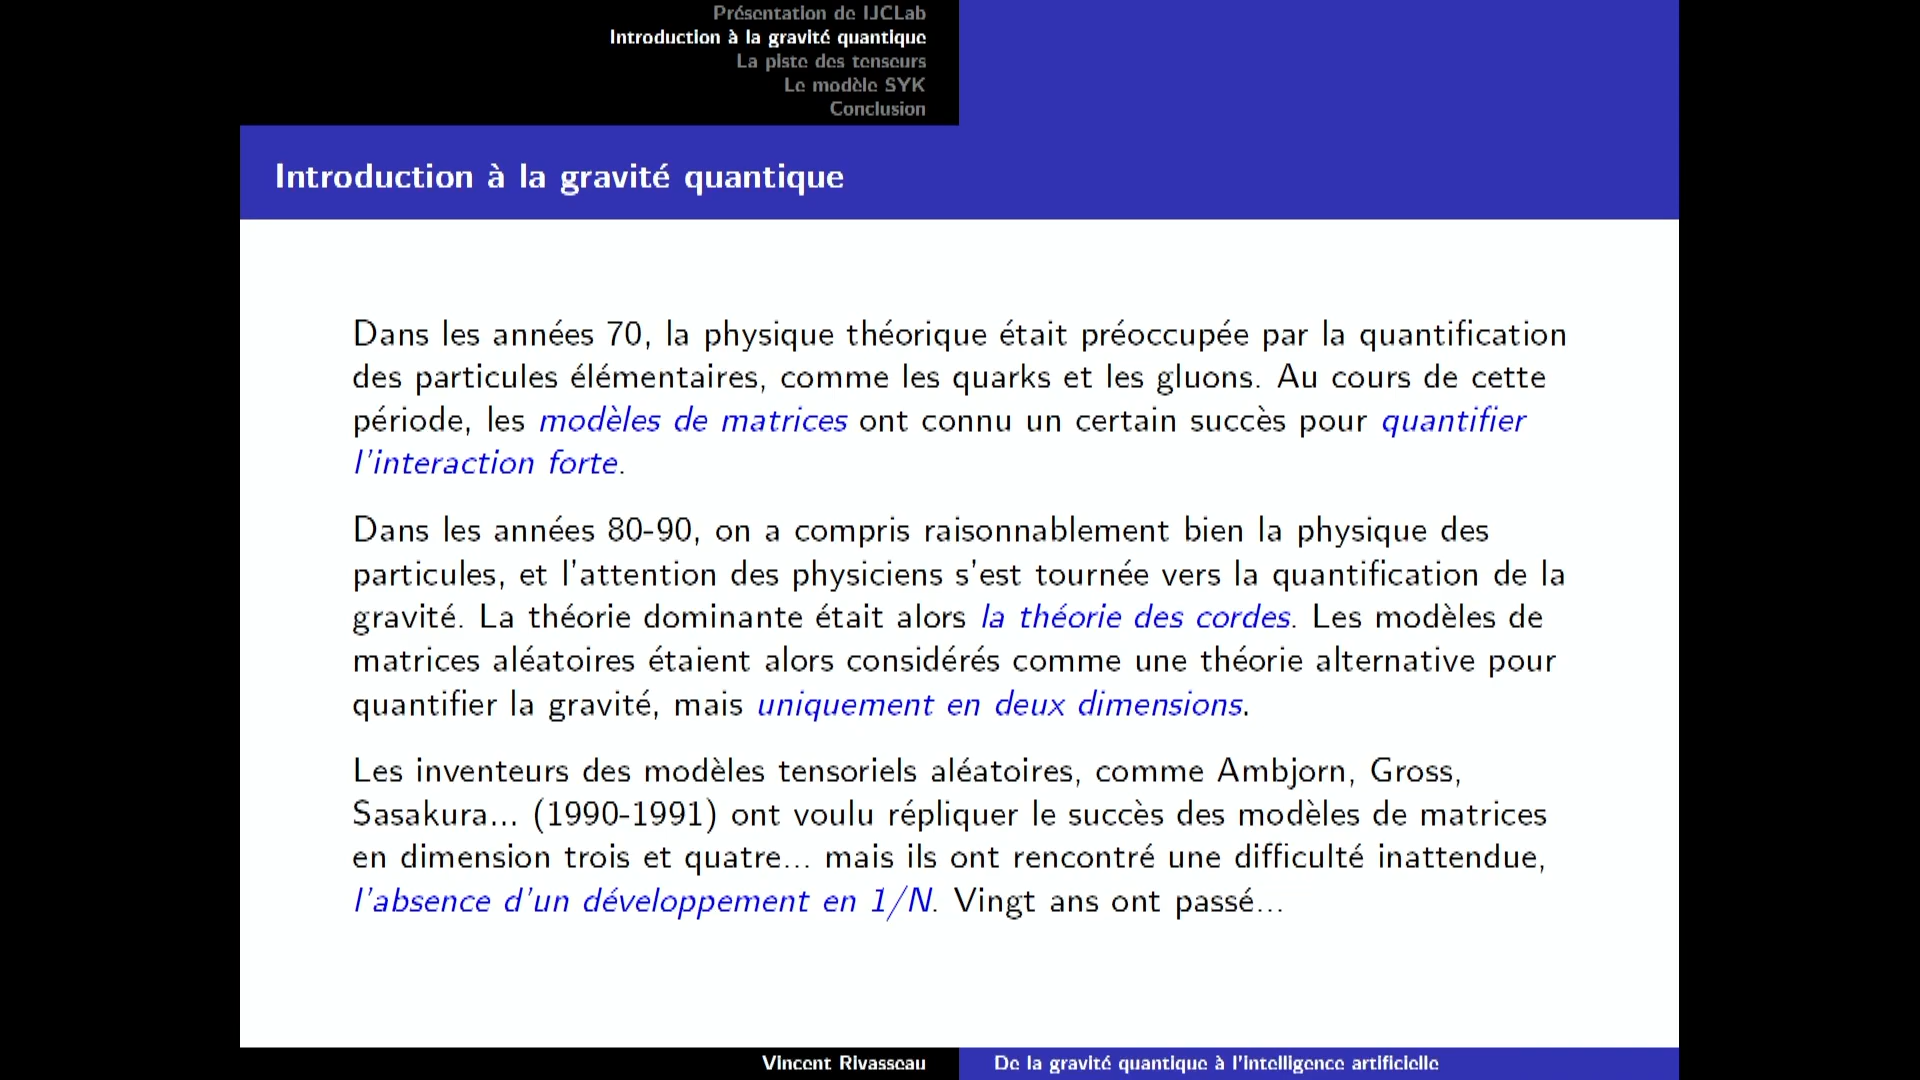 Présentation de IJCLab
Introduction à la gravité quantique
La piste des tenseurs
Le modèle SYK
Conclusion
Introduction à la gravité quantique
Dans les années 70, la physique théorique était préoccupée par la quantification
des particules élémentaires, comme les quarks et les gluons. Au cours de cette
période, les modèles de matrices ont connu un certain succès pour quantifier
l'interaction forte.
Dans les années 80-90, on a compris raisonnablement bien la physique des
particules, et l'attention des physiciens s'est tournée vers la quantification de la
gravité. La théorie dominante était alors la théorie des cordes. Les modèles de
matrices aléatoires étaient alors considérés comme une théorie alternative pour
quantifier la gravité, mais uniquement en deux dimensions.
Les inventeurs des modèles tensoriels aléatoires, comme Ambjorn, Gross,
Sasakura... (1990-1991) ont voulu répliquer le succès des modèles de matrices
en dimension trois et quatre... mais ils ont rencontré une difficulté inattendue,
l'absence d'un développement en 1/N. Vingt ans ont passé...
Vincent Rivasseau
De la gravité quantique à l'intelligence artificielle